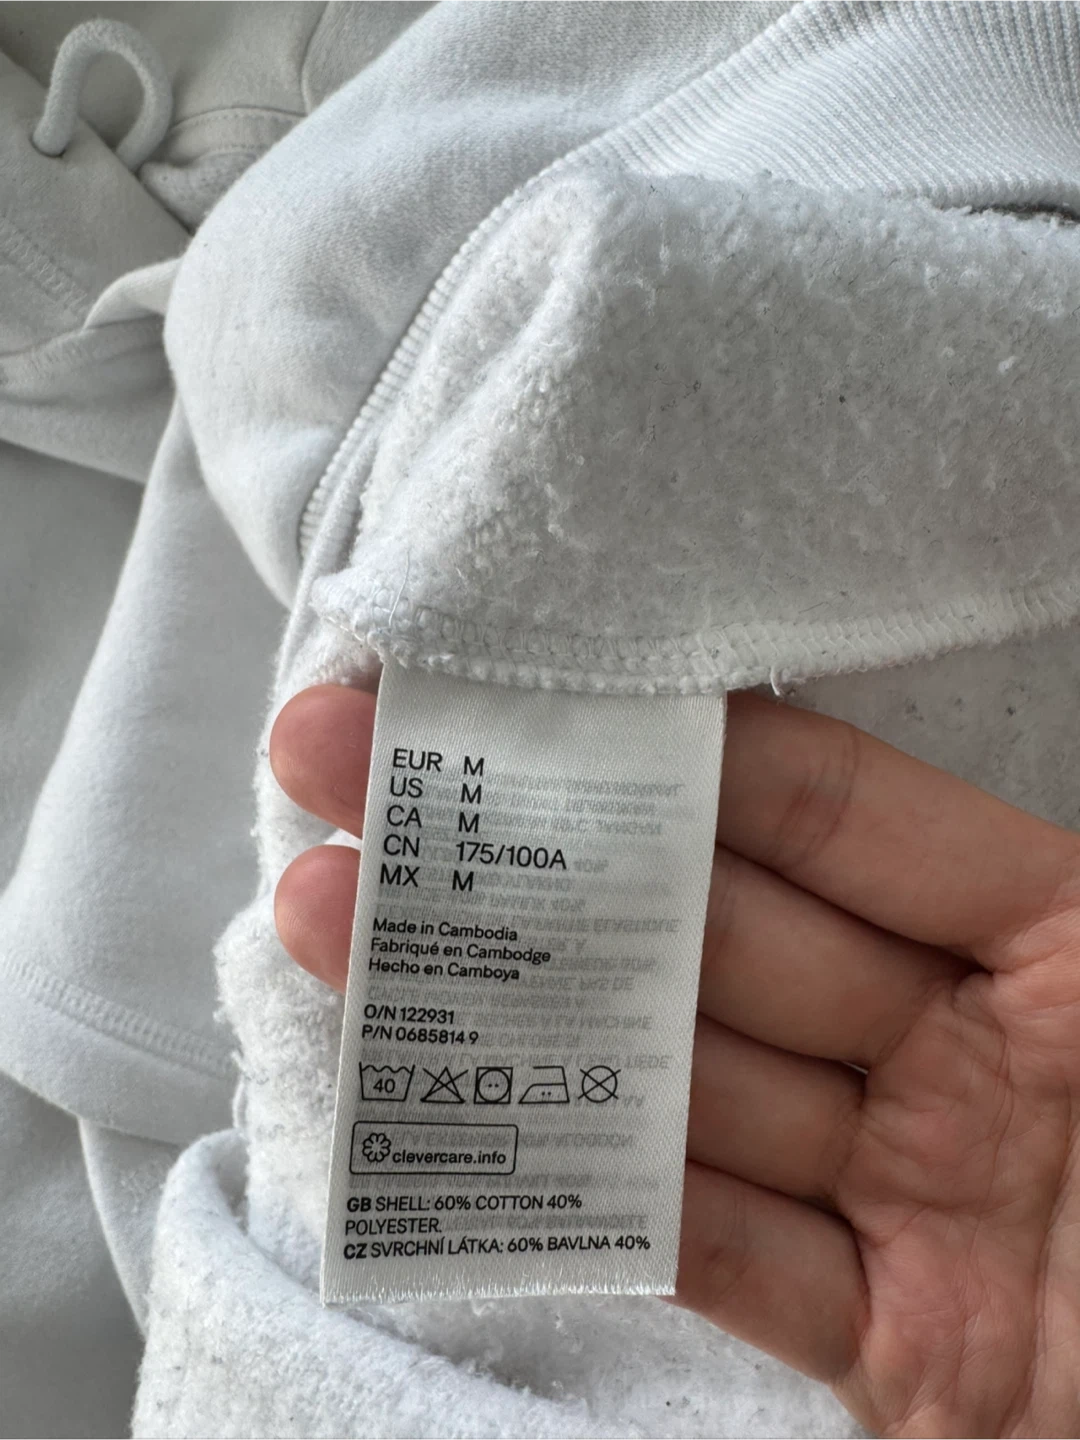 EUR M
US M
CA M
CN 175/100A
MX M
Made in Cambodia
Fabriqué en Cambodge
Hecho en Camboya
O/N 122931
P/N 0685814 9
40
clevercare.info
GB SHELL: 60% COTTON 40%
POLYESTER.
CZ SVRCHNÍ LÁTKA: 60% BAVLNA 40%